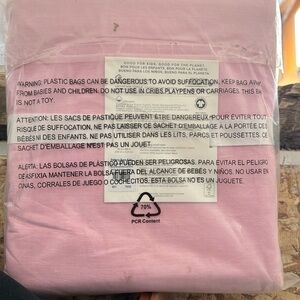 GOOD FOR KIDS, GOOD FOR THE PLANET.
BON POUR LES ENFANTS, BON POUR LA PLANÈTE.
BUENO PARA LOS NIÑOS, BUENO PARA EL PLANETA.
WARNING: PLASTIC BAGS CAN BE DANGEROUS. TO AVOID SUFFOCATION, KEEP BAG AWAY
FROM BABIES AND CHILDREN. DO NOT USE IN CRIBS, PLAYPENS OR CARRIAGES. THIS BAG
IS NOT A TOY.
ATTENTION: LES SACS DE PASTIQUE PEUVENT ÊTRE DANGEREUX. POUR ÉVITER TOUT
RISQUE DE SUFFOCATION, NE PAS LAISSER CE SACHET D'EMBALLAGE A LA PORTÉE DES
BÉBÉS NI DES ENFANTS. NE PAS UTILISER DANS LES LITS, PARCS ET POUSSETTES. CE
SACHET D'EMBALLAGE N'EST PAS UN JOUET.
ALERTA: LAS BOLSAS DE PLÁSTICO PUEDEN SER PELIGROSAS. PARA EVITAR EL PELIGRO
DE ASFIXIA MANTENER LA BOLSA FUERA DEL ALCANCE DE BEBÉS Y NIÑOS. NO USAR EN
CUNAS, CORRALES DE JUEGO O COCHECITOS, ESTA BOLSA NO ES UN JUGUETE.
70%
PCR Content